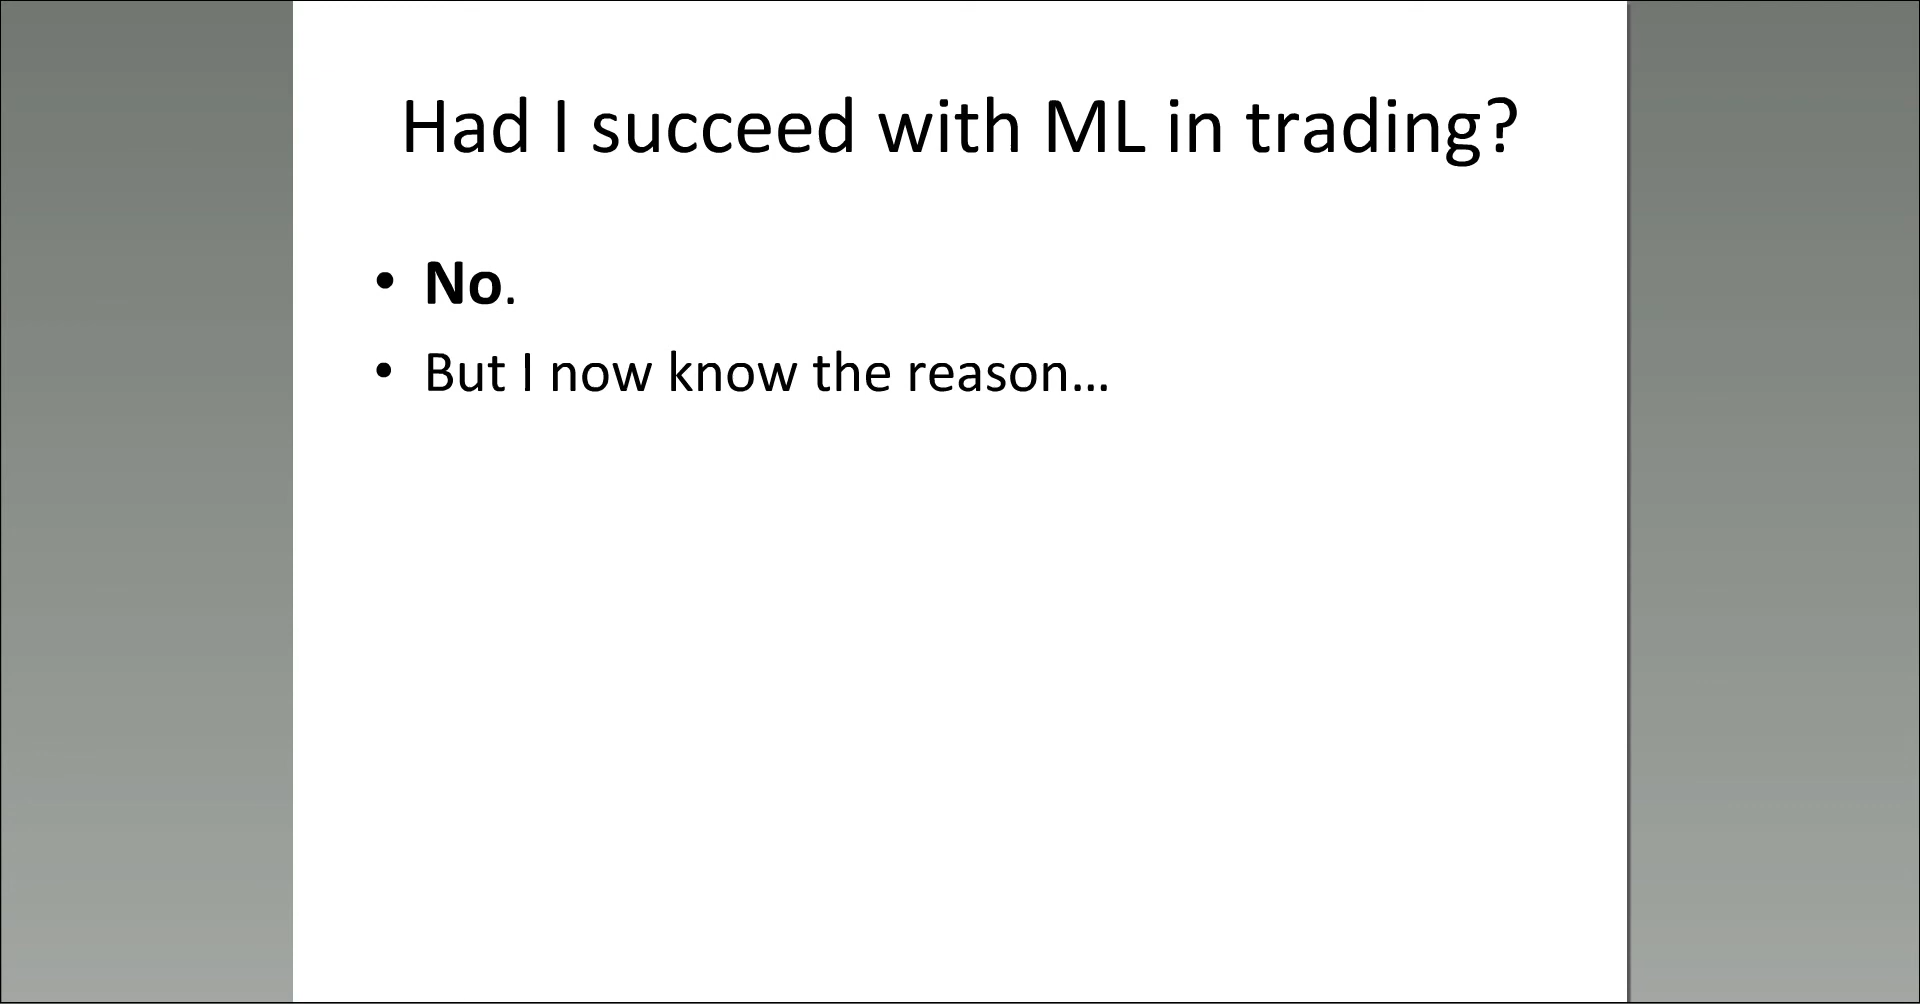 Had I succeed with ML in trading?
• No.
• But I now know the reason…